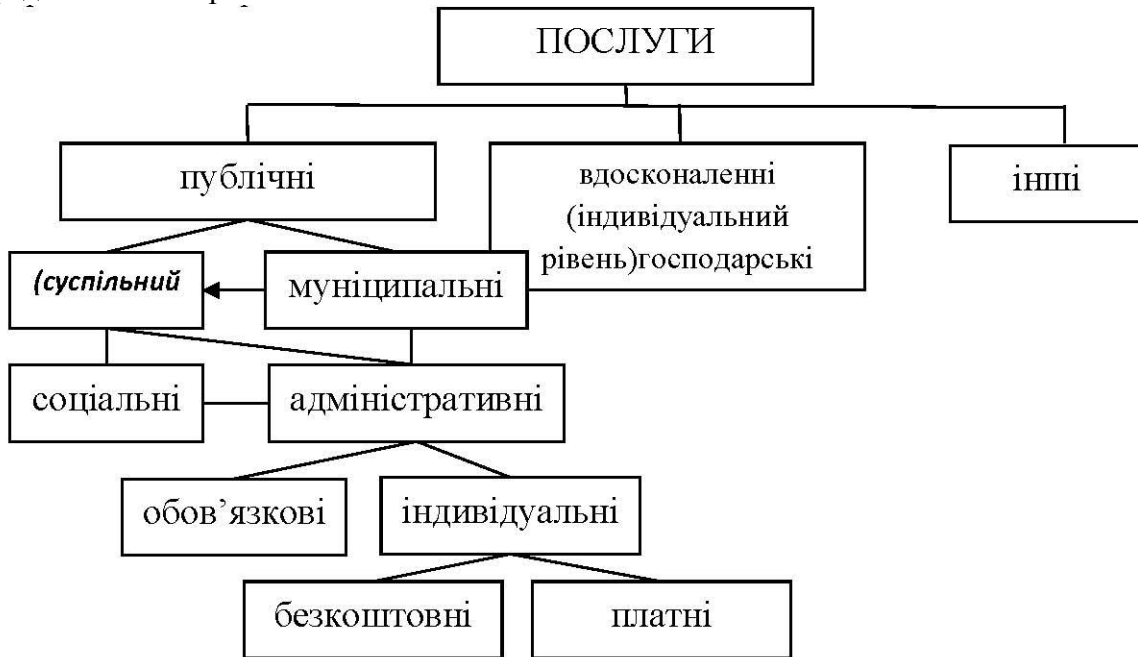 ПОСЛУГИ
публічні
вдосконаленні
(індивідуальний
рівень)господарські
інші
(суспільний
муніципальні
соціальні
адміністративні
обов’язкові
індивідуальні
безкоштовні
платні